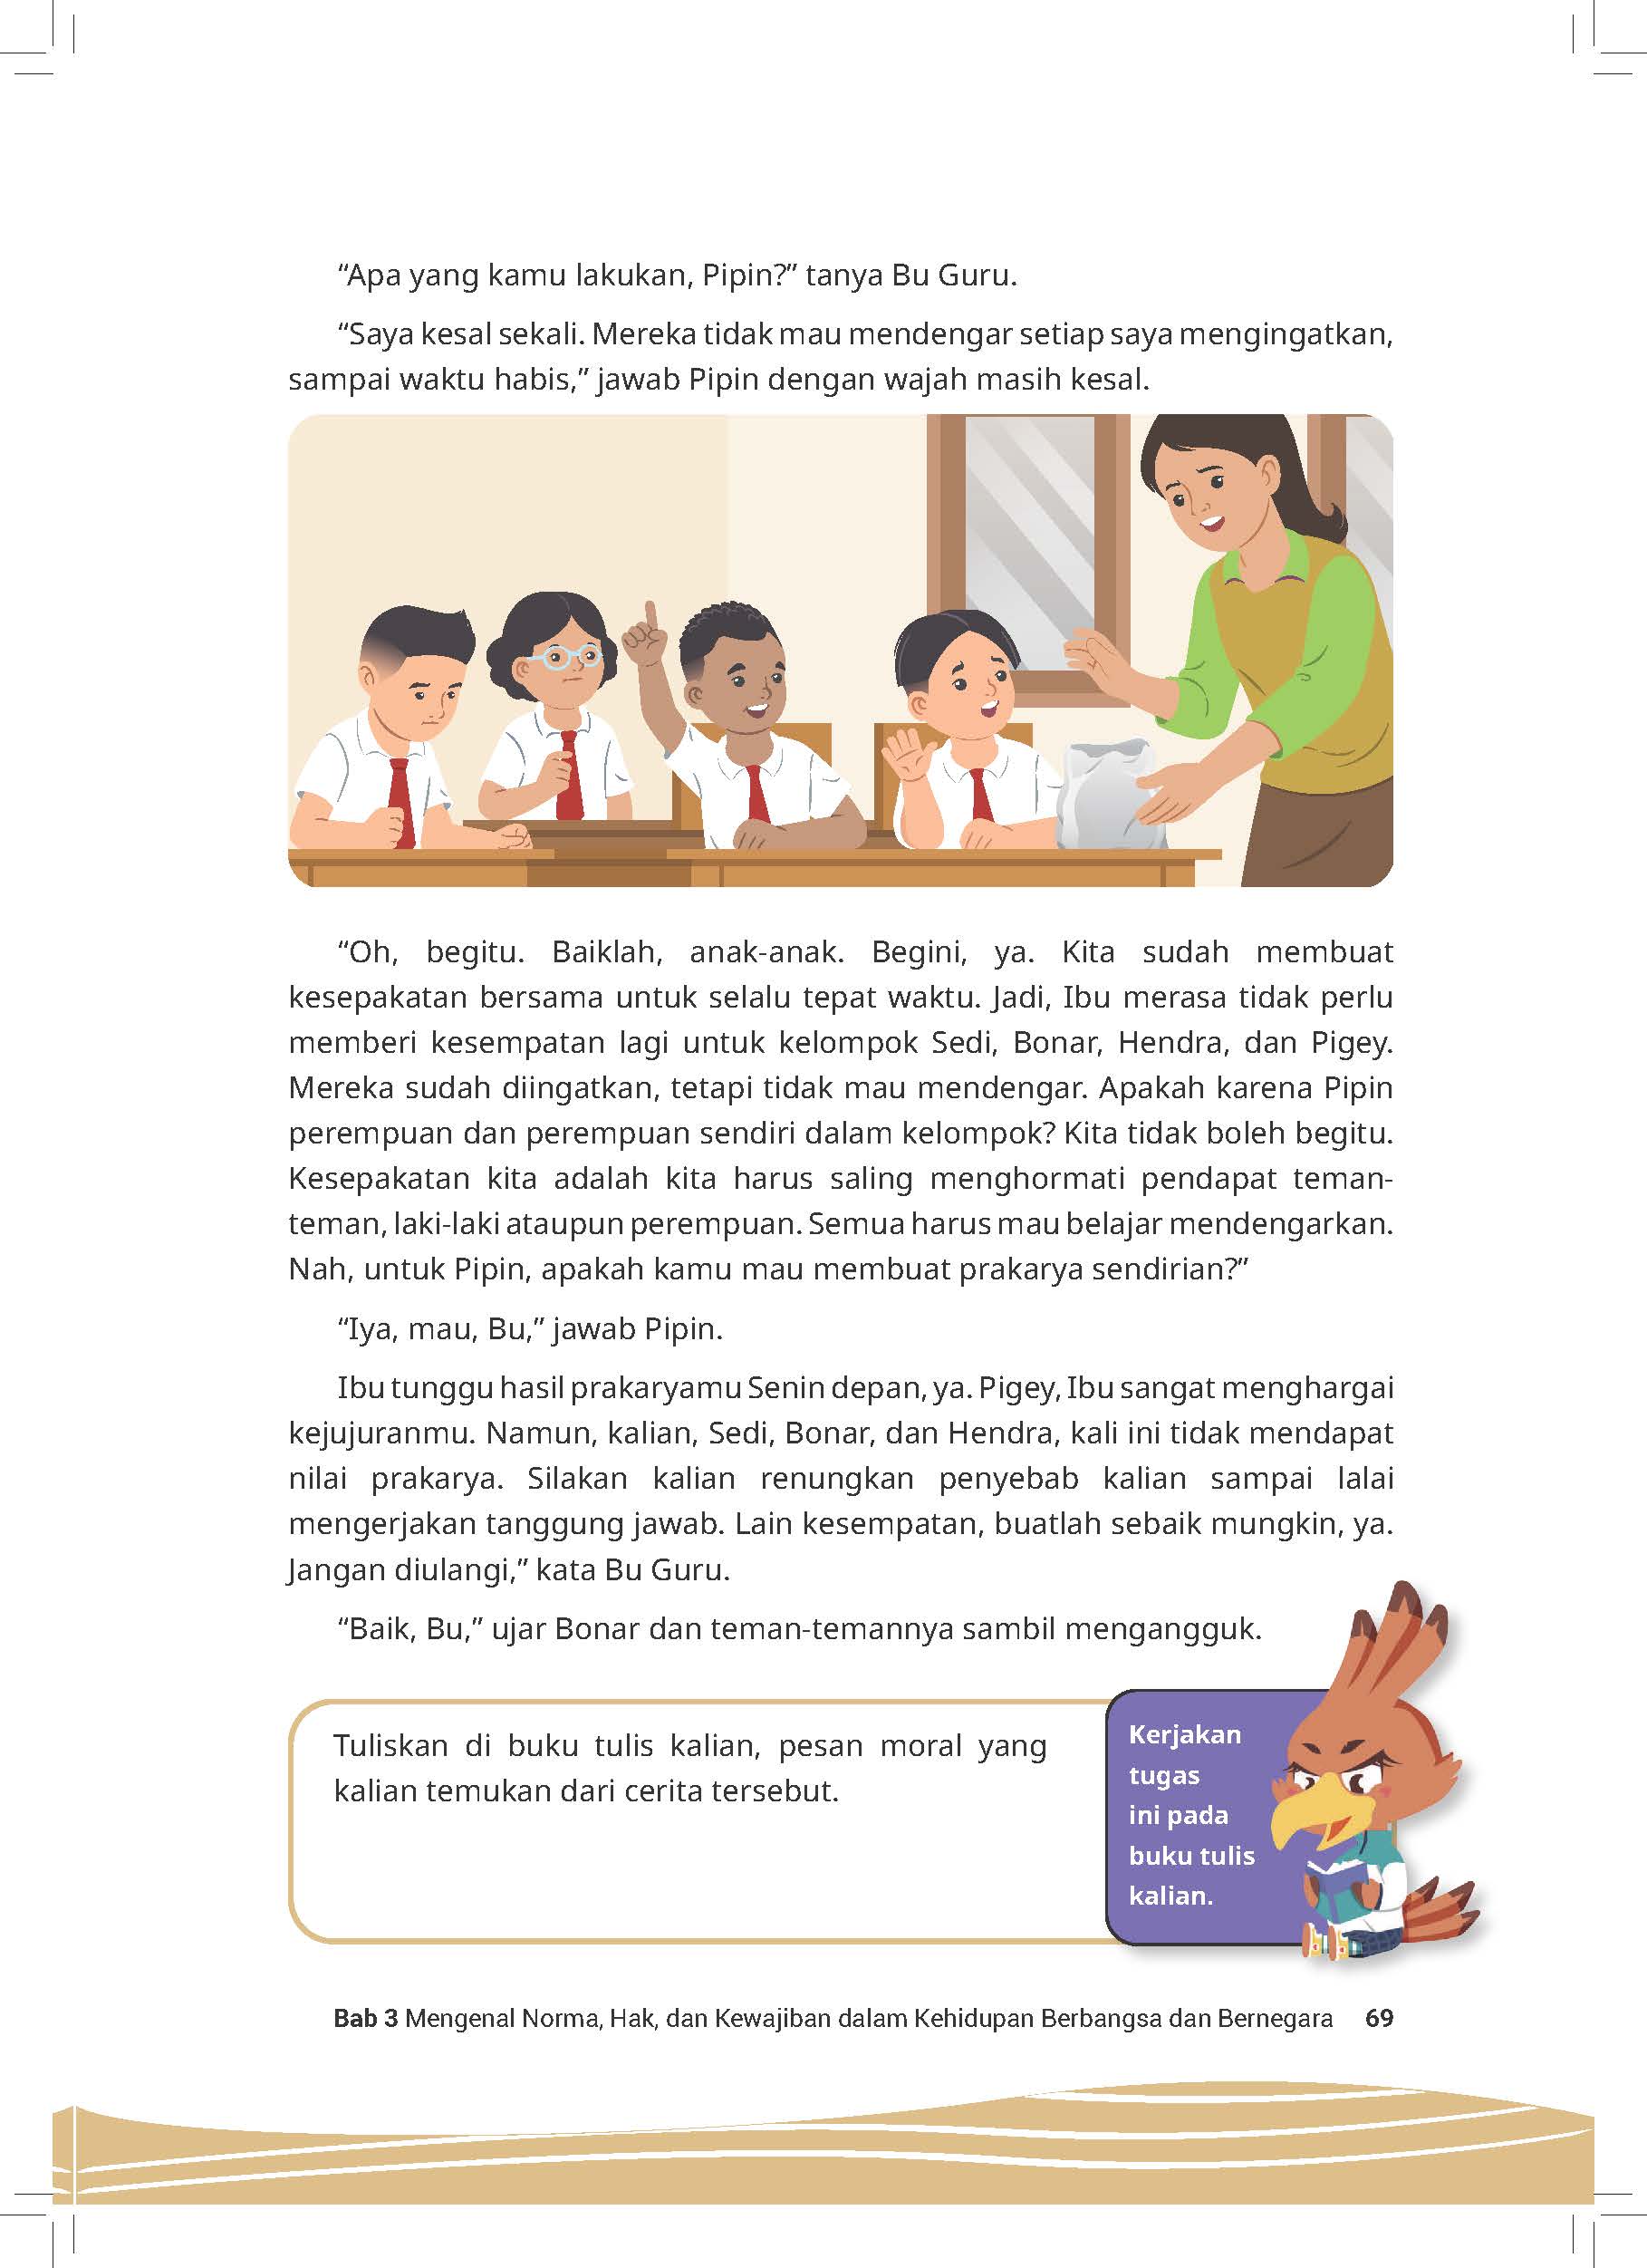 “Apa yang kamu lakukan, Pipin?” tanya Bu Guru.
“Saya kesal sekali. Mereka tidak mau mendengar setiap saya mengingatkan,
sampai waktu habis,” jawab Pipin dengan wajah masih kesal.
“Oh, begitu. Baiklah, anak-anak. Begini, ya. Kita sudah membuat
kesepakatan bersama untuk selalu tepat waktu. Jadi, Ibu merasa tidak perlu
memberi kesempatan lagi untuk kelompok Sedi, Bonar, Hendra, dan Pigey.
Mereka sudah diingatkan, tetapi tidak mau mendengar. Apakah karena Pipin
perempuan dan perempuan sendiri dalam kelompok? Kita tidak boleh begitu.
Kesepakatan kita adalah kita harus saling menghormati pendapat teman-
teman, laki-laki ataupun perempuan. Semua harus mau belajar mendengarkan.
Nah, untuk Pipin, apakah kamu mau membuat prakarya sendirian?”
“Iya, mau, Bu,” jawab Pipin.
Ibu tunggu hasil prakaryamu Senin depan, ya. Pigey, Ibu sangat menghargai
kejujuranmu. Namun, kalian, Sedi, Bonar, dan Hendra, kali ini tidak mendapat
nilai prakarya. Silakan kalian renungkan penyebab kalian sampai lalai
mengerjakan tanggung jawab. Lain kesempatan, buatlah sebaik mungkin, ya.
Jangan diulangi,” kata Bu Guru.
“Baik, Bu,” ujar Bonar dan teman-temannya sambil mengangguk.
Tuliskan di buku tulis kalian, pesan moral yang
kalian temukan dari cerita tersebut.
Kerjakan
tugas
ini pada
buku tulis
kalian.
Bab 3 Mengenal Norma, Hak, dan Kewajiban dalam Kehidupan Berbangsa dan Bernegara 69